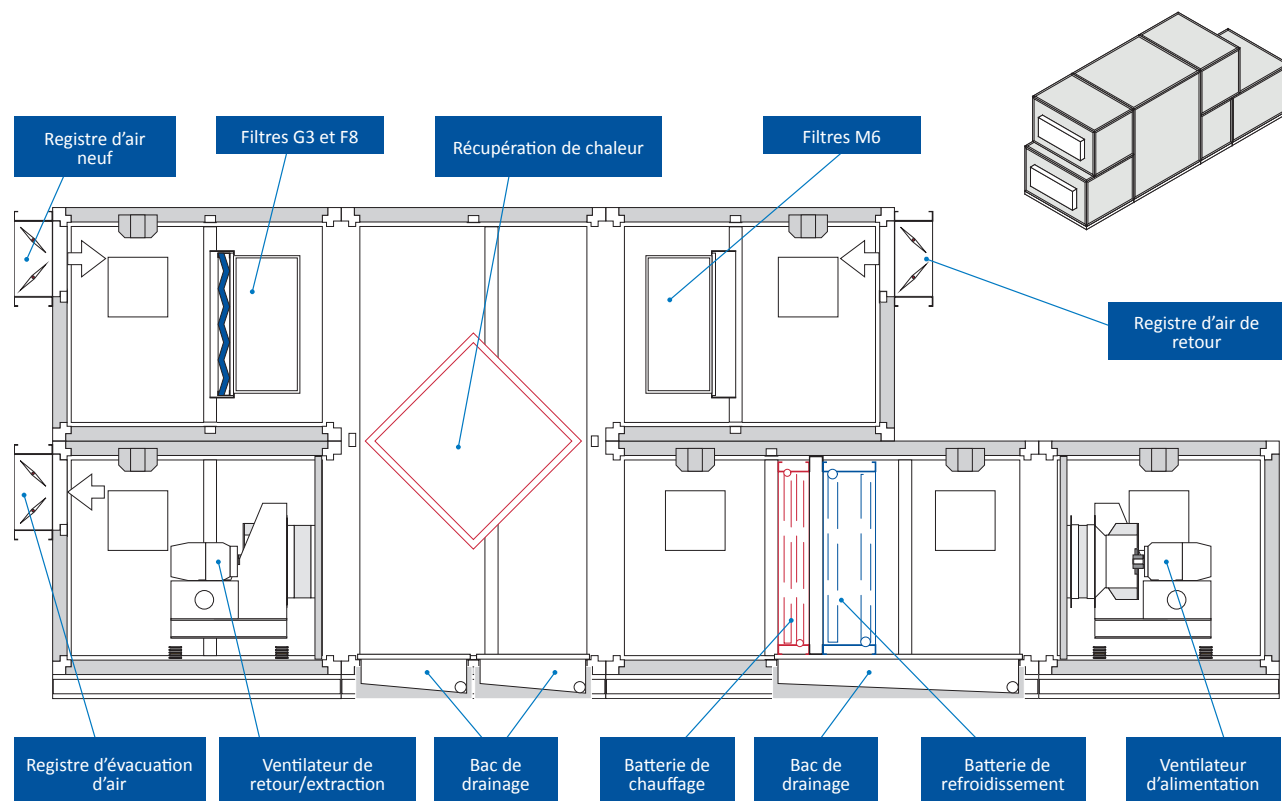 Registre d'air
neuf
Filtres G3 et F8
Récupération de chaleur
Filtres M6
Registre d'air de
retour
Registre d'évacuation
d'air
Ventilateur de
retour/extraction
Bac de
drainage
Batterie de
chauffage
Bac de
drainage
Batterie de
refroidissement
Ventilateur
d'alimentation